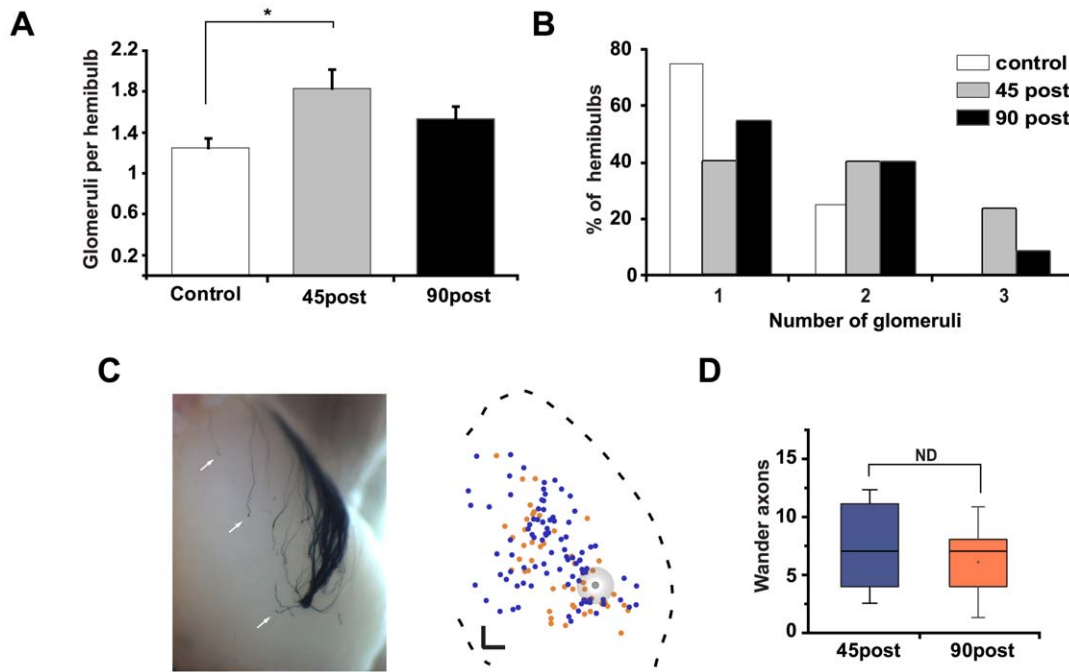 A
*
Glomeruli per hemibulb
2.2
1.8
1.4
1
0.6
0.2
Control
45post
90post
B
% of hemibulbs
80
60
40
20
0
control
45 post
90 post
1
2
3
Number of glomeruli
C
D
Wander axons
15
10
5
0
ND
45post
90post